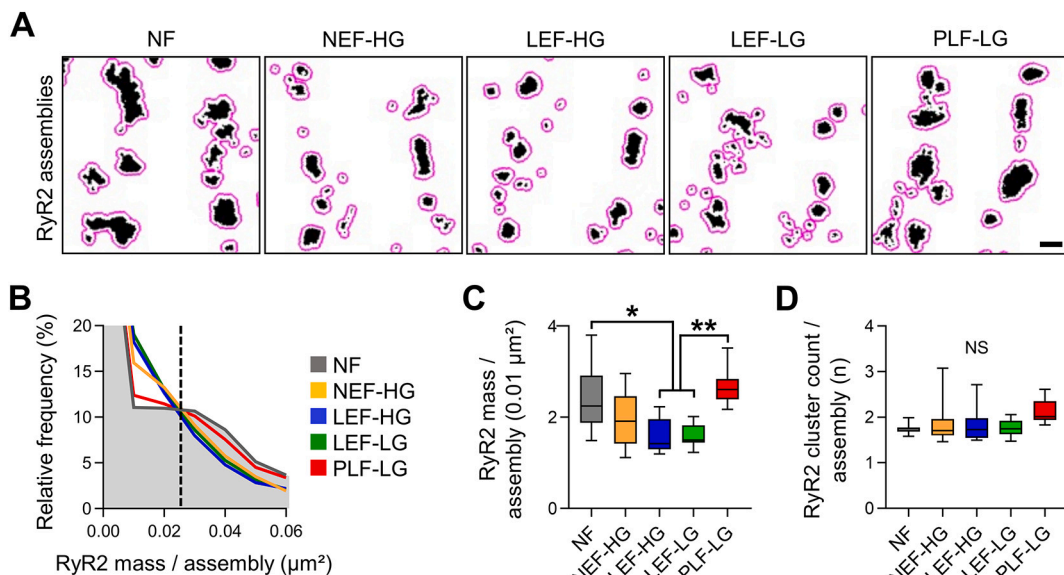 A
NF NEF-HG LEF-HG LEF-LG PLF-LG
RyR2 assemblies
B
Relative frequency (%)
20
15
10
5
0
0.00 0.02 0.04 0.06
RyR2 mass / assembly (µm²)
NF
NEF-HG
LEF-HG
LEF-LG
PLF-LG
C
RyR2 mass /
assembly (0.01 µm²)
4
2
0
* **
NF NEF-HG LEF-HG LEF-LG PLF-LG
D
RyR2 cluster count /
assembly (n)
4
3
2
1
NS
NF NEF-HG LEF-HG LEF-LG PLF-LG